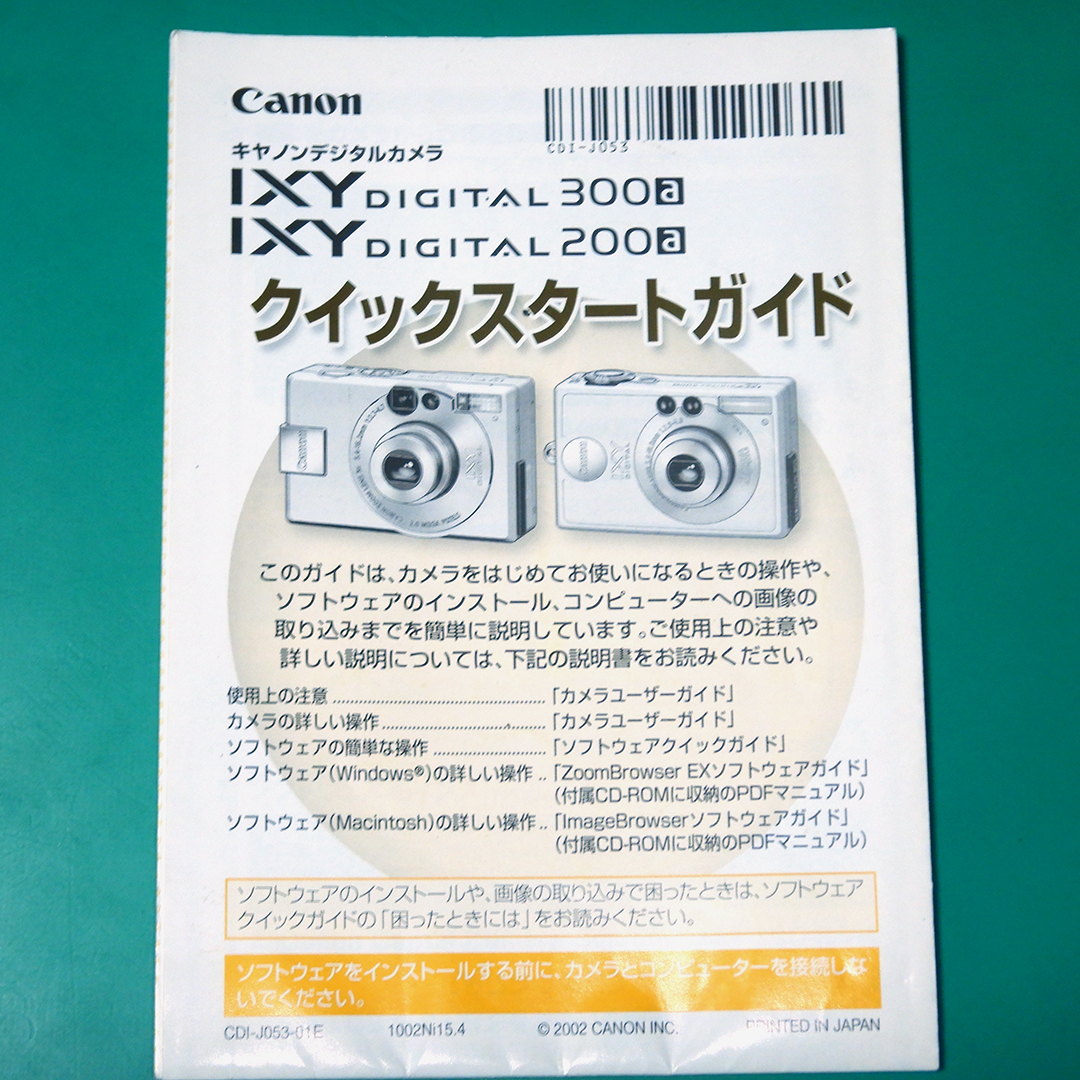 Canon
CDI-J053
キヤノンデジタルカメラ
IXY DIGITAL 300a
IXY DIGITAL 200a
クイックスタートガイド
Canon
IXY
Canon
IXY
DIGITAL
このガイドは、カメラをはじめてお使いになるときの操作や、
ソフトウェアのインストール、コンピューターへの画像の
取り込みまでを簡単に説明しています。ご使用上の注意や
詳しい説明については、下記の説明書をお読みください。
使用上の注意 ...................................................... 「カメラユーザーガイド」
カメラの詳しい操作.......................................... 「カメラユーザーガイド」
ソフトウェアの簡単な操作 ............................ 「ソフトウェアクイックガイド」
ソフトウェア(Windows®)の詳しい操作 .. 「ZoomBrowser EXソフトウェアガイド」
(付属CD-ROMに収納のPDFマニュアル)
ソフトウェア(Macintosh)の詳しい操作 .. 「ImageBrowserソフトウェアガイド」
(付属CD-ROMに収納のPDFマニュアル)
ソフトウェアのインストールや、画像の取り込みで困ったときは、ソフトウェア
クイックガイドの「困ったときには」をお読みください。
ソフトウェアをインストールする前に、カメラとコンピューターを接続しな
いでください。
CDI-J053-01E 1002Ni15.4 © 2002 CANON INC. PRINTED IN JAPAN